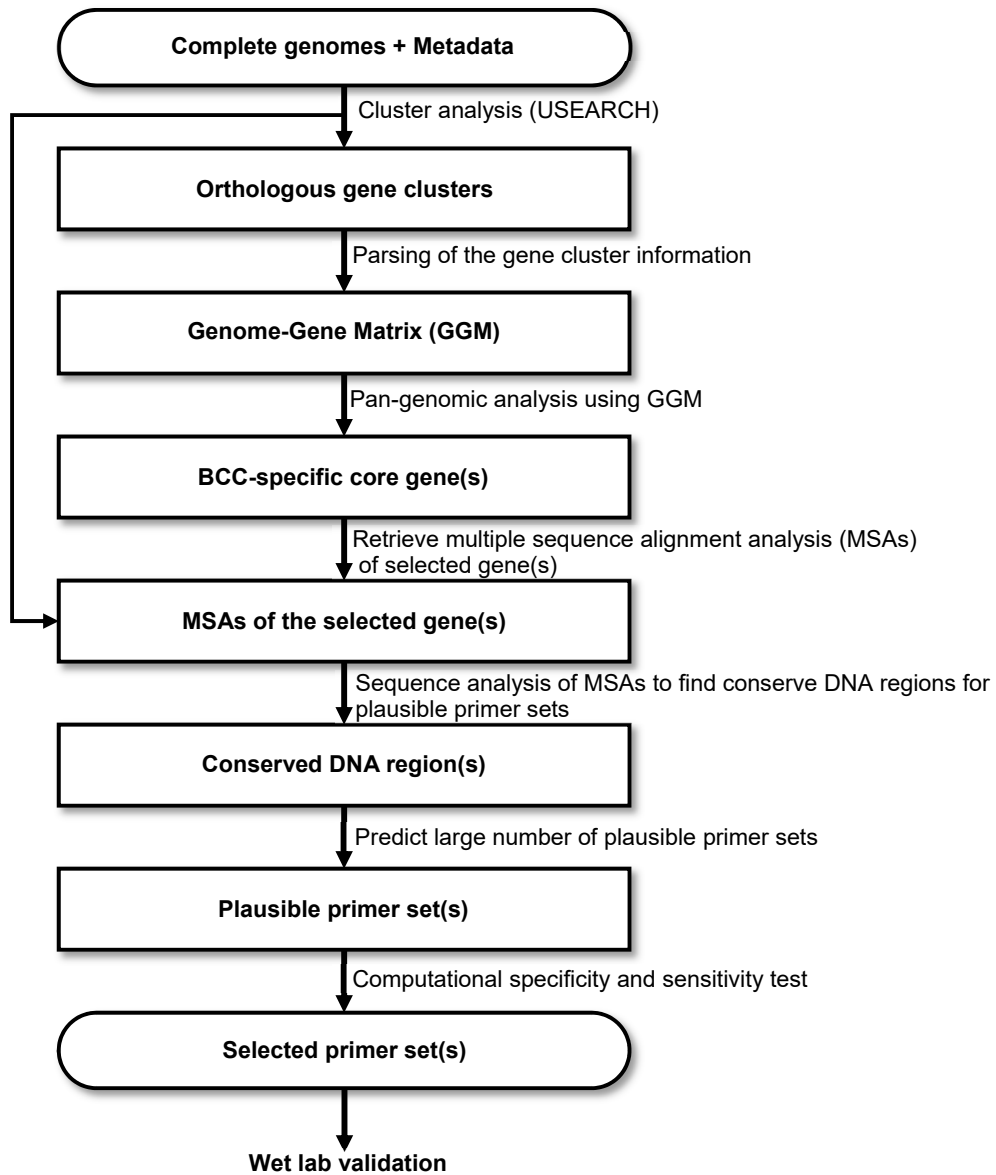 Complete genomes + Metadata
Cluster analysis (USEARCH)
Orthologous gene clusters
Parsing of the gene cluster information
Genome-Gene Matrix (GGM)
Pan-genomic analysis using GGM
BCC-specific core gene(s)
Retrieve multiple sequence alignment analysis (MSAs)
of selected gene(s)
MSAs of the selected gene(s)
Sequence analysis of MSAs to find conserve DNA regions for
plausible primer sets
Conserved DNA region(s)
Predict large number of plausible primer sets
Plausible primer set(s)
Computational specificity and sensitivity test
Selected primer set(s)
Wet lab validation